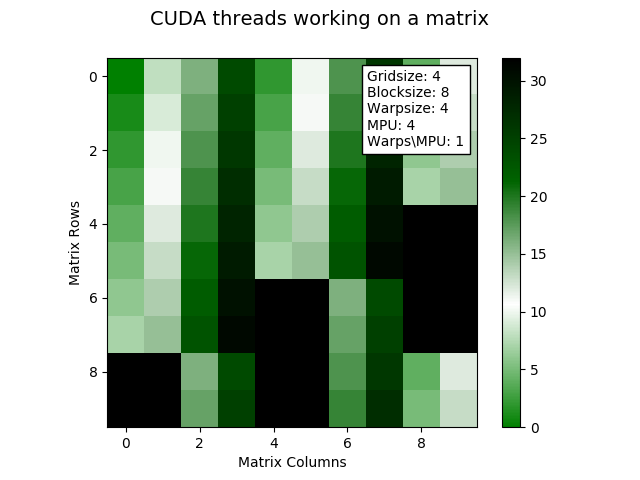 CUDA threads working on a matrix
Gridsize: 4
Blocksize: 8
Warpsize: 4
MPU: 4
Warps\MPU: 1
Matrix Rows
0
2
4
6
8
0 2 4 6 8
Matrix Columns
30
25
20
15
10
5
0